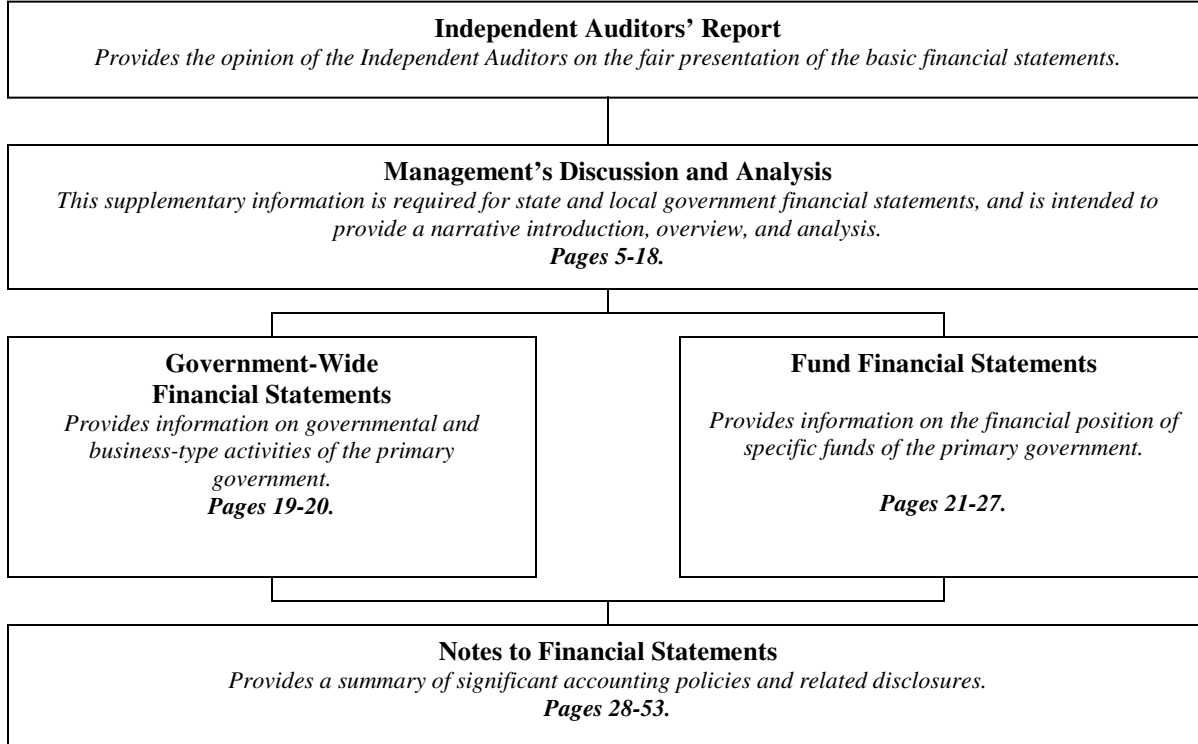 Independent Auditors’ Report
Provides the opinion of the Independent Auditors on the fair presentation of the basic financial statements.
Management’s Discussion and Analysis
This supplementary information is required for state and local government financial statements, and is intended to
provide a narrative introduction, overview, and analysis.
Pages 5-18.
Government-Wide
Financial Statements
Provides information on governmental and
business-type activities of the primary
government.
Pages 19-20.
Fund Financial Statements
Provides information on the financial position of
specific funds of the primary government.
Pages 21-27.
Notes to Financial Statements
Provides a summary of significant accounting policies and related disclosures.
Pages 28-53.